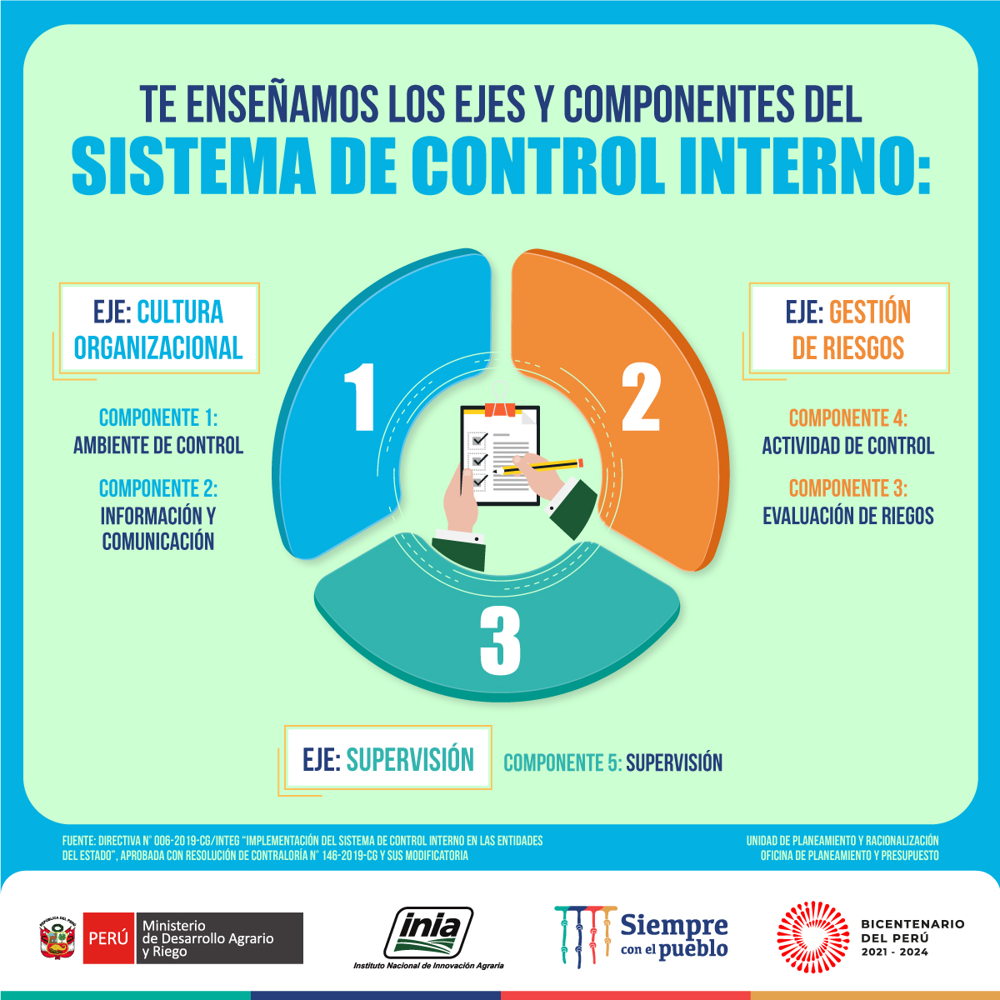 TE ENSEÑAMOS LOS EJES Y COMPONENTES DEL
SISTEMA DE CONTROL INTERNO:
EJE: CULTURA
ORGANIZACIONAL
COMPONENTE 1:
AMBIENTE DE CONTROL
COMPONENTE 2:
INFORMACIÓN Y
COMUNICACIÓN
1
2
3
EJE: GESTIÓN
DE RIESGOS
COMPONENTE 4:
ACTIVIDAD DE CONTROL
COMPONENTE 3:
EVALUACIÓN DE RIEGOS
EJE: SUPERVISIÓN
COMPONENTE 5: SUPERVISIÓN
FUENTE: DIRECTIVA N° 006-2019-CG/INTEG “IMPLEMENTACIÓN DEL SISTEMA DE CONTROL INTERNO EN LAS ENTIDADES
DEL ESTADO”, APROBADA CON RESOLUCIÓN DE CONTRALORÍA N° 146-2019-CG Y SUS MODIFICATORIA
UNIDAD DE PLANEAMIENTO Y RACIONALIZACIÓN
OFICINA DE PLANEAMIENTO Y PRESUPUESTO
REPÚBLICA DEL PERÚ
PERÚ
Ministerio
de Desarrollo Agrario
y Riego
inia
Instituto Nacional de Innovación Agraria
Siempre
con el pueblo
BICENTENARIO
DEL PERÚ
2021 - 2024